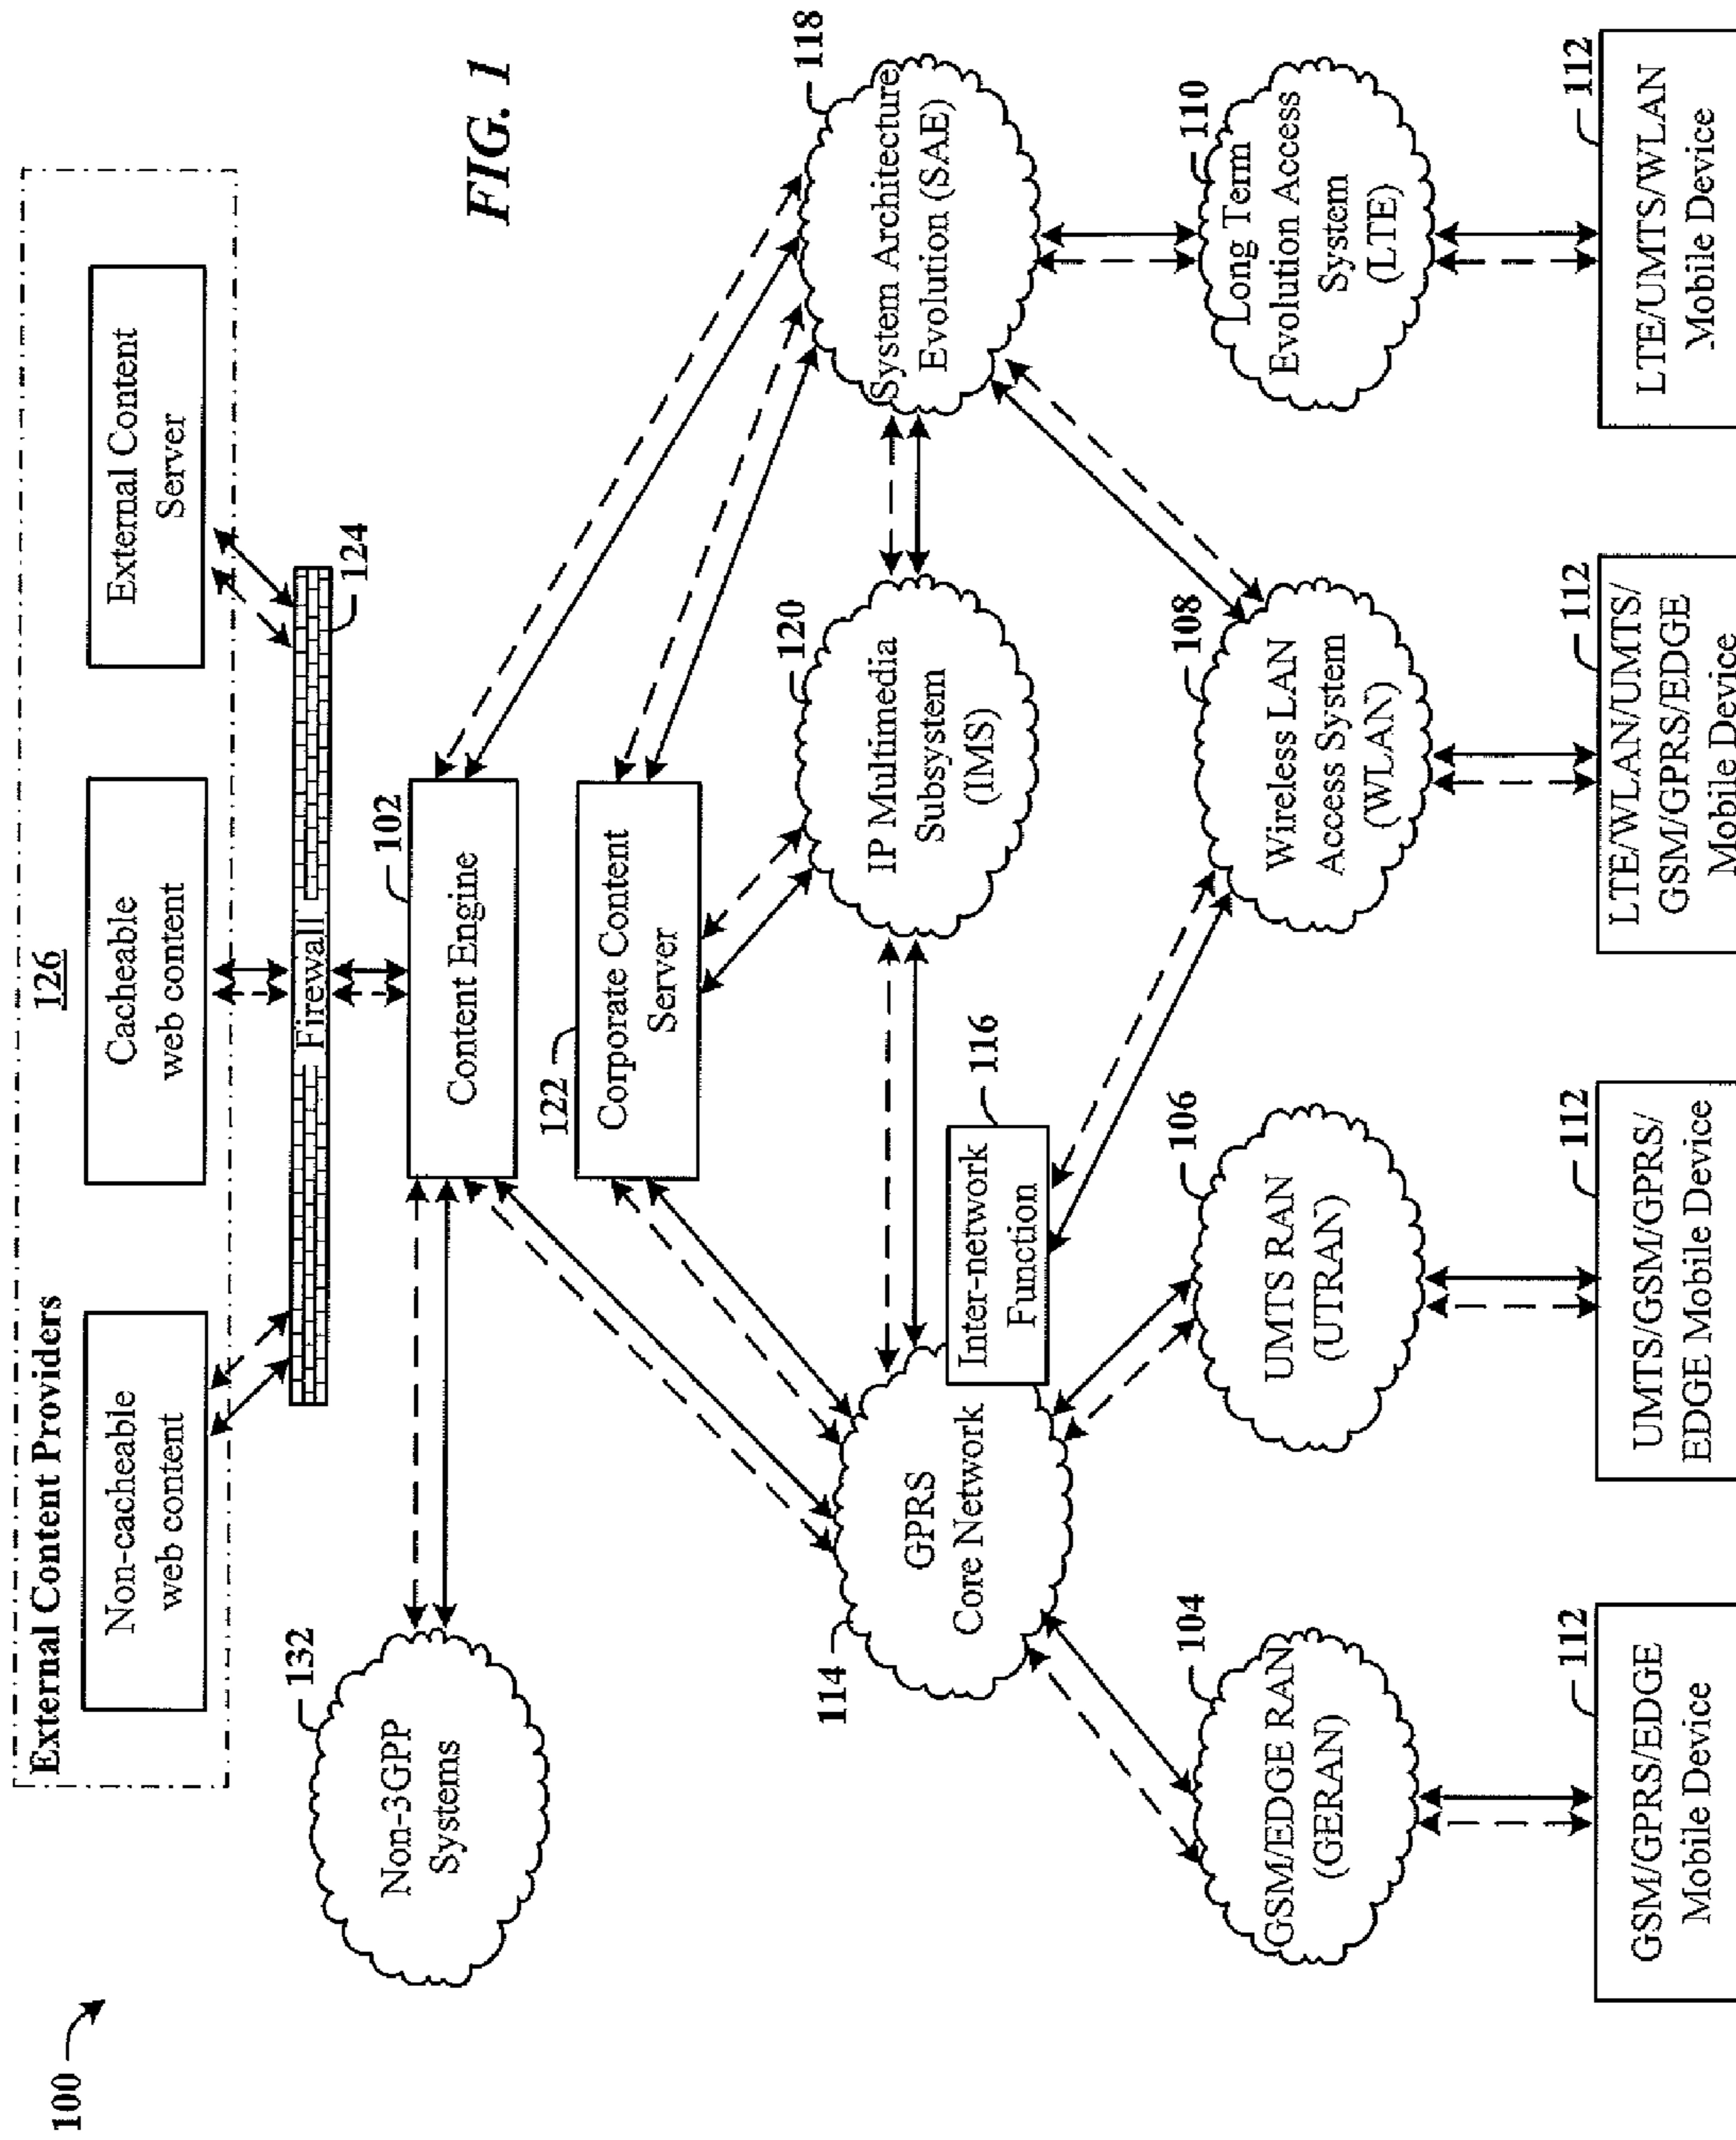 100
External Content Providers
126
Non-cacheable
web content
Cacheable
web content
External Content
Server
Firewall
124
132
Non-3GPP
Systems
102
Content Engine
FIG. 1
122
Corporate Content
Server
114
GPRS
Core Network
Inter-network
Function
116
120
IP Multimedia
Subsystem
(IMS)
118
System Architecture
Evolution (SAE)
104
GSM/EDGE RAN
(GERAN)
106
UMTS RAN
(UTRAN)
108
Wireless LAN
Access System
(WLAN)
110
Long Term
Evolution Access
System
(LTE)
112
GSM/GPRS/EDGE
Mobile Device
112
UMTS/GSM/GPRS/
EDGE Mobile Device
112
LTE/WLAN/UMTS/
GSM/GPRS/EDGE
Mobile Device
112
LTE/UMTS/WLAN
Mobile Device